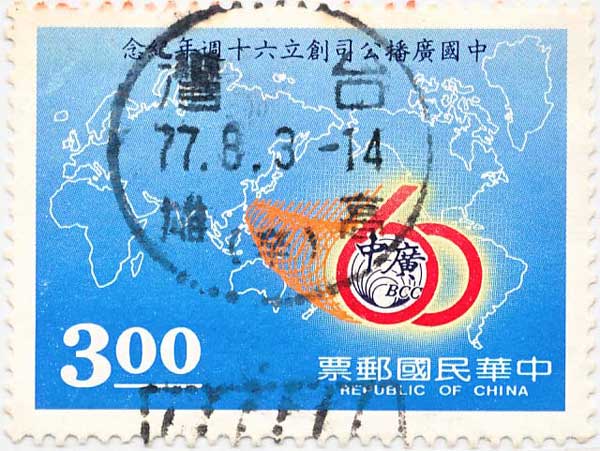 中國廣播公司創立六十週年紀念
台灣
77.8.3-14
高雄
60
中廣
BCC
3.00
中華民國郵票
REPUBLIC OF CHINA